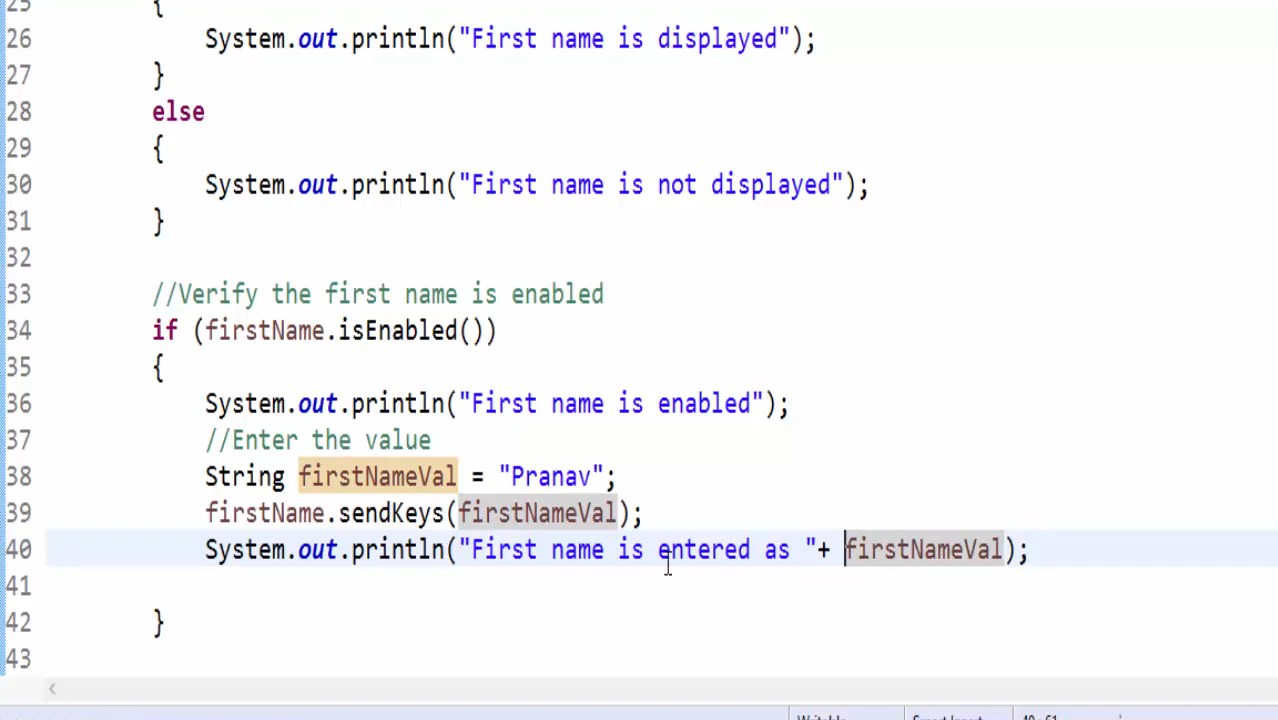 25 {
26 System.out.println("First name is displayed");
27 }
28 else
29 {
30 System.out.println("First name is not displayed");
31 }
32
33 //Verify the first name is enabled
34 if (firstName.isEnabled())
35 {
36 System.out.println("First name is enabled");
37 //Enter the value
38 String firstNameVal = "Pranav";
39 firstName.sendKeys(firstNameVal);
40 System.out.println("First name is entered as "+ firstNameVal);
41
42 }
43